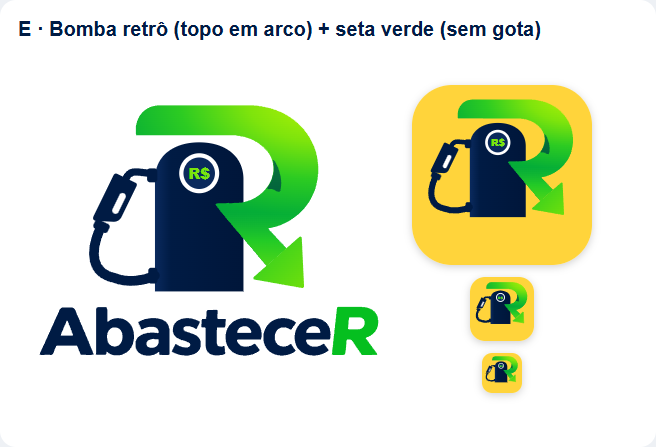 E · Bomba retrô (topo em arco) + seta verde (sem gota)
R$
R$
R$
AbasteceR